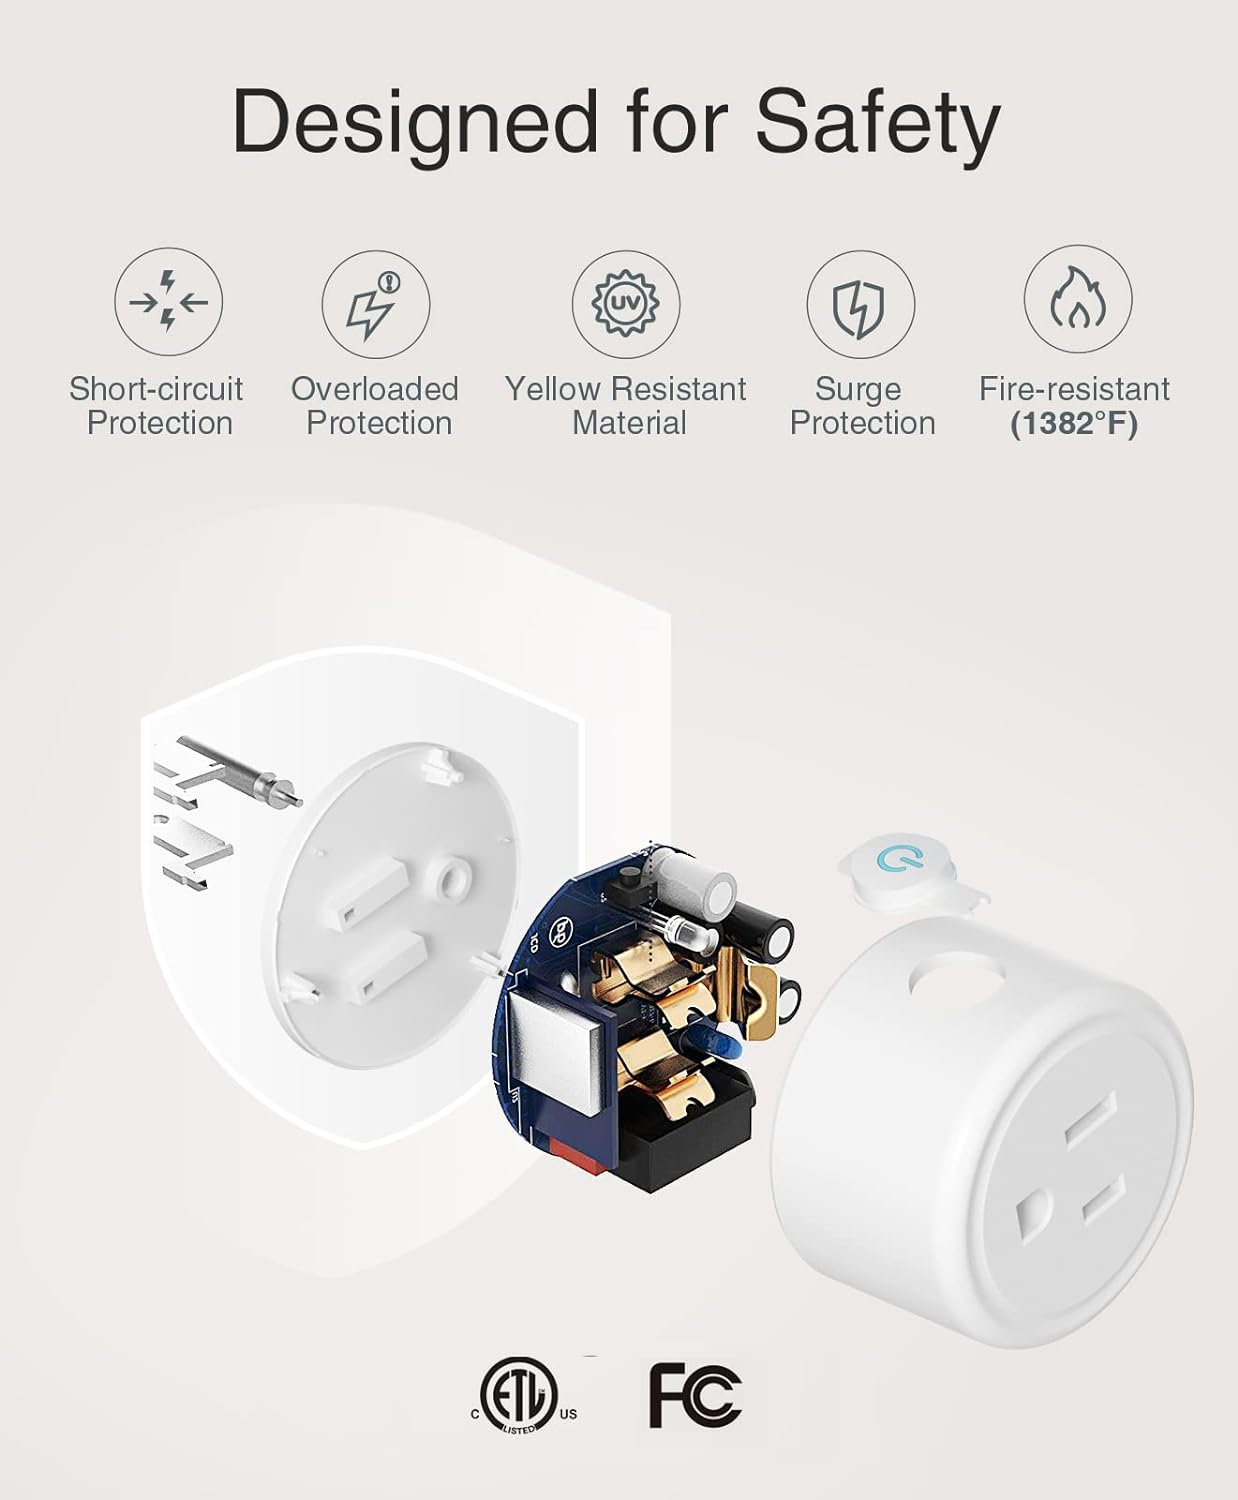 Designed for Safety
UV
Short-circuit
Protection
Overloaded
Protection
Yellow Resistant
Material
Surge
Protection
Fire-resistant
(1382°F)
C
ETL
LISTED
US
FC